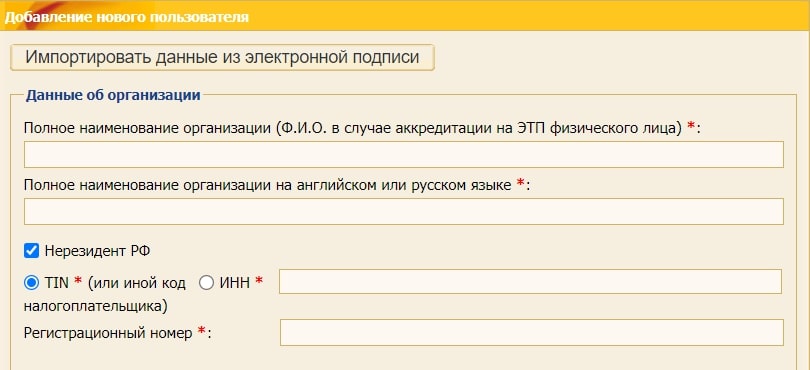 Добавление нового пользователя
Импортировать данные из электронной подписи
Данные об организации
Полное наименование организации (Ф.И.О. в случае аккредитации на ЭТП физического лица) *:
Полное наименование организации на английском или русском языке *:
Нерезидент РФ
TIN * (или иной код ИНН *
налогоплательщика)
Регистрационный номер *: